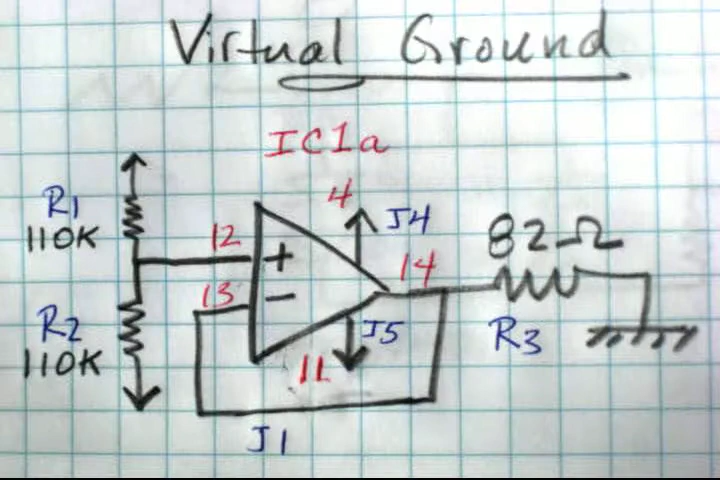 Virtual Ground
IC1a
R1
110K
12
4
J4
+
14
82Ω
R2
110K
13
−
11
J5
R3
J1